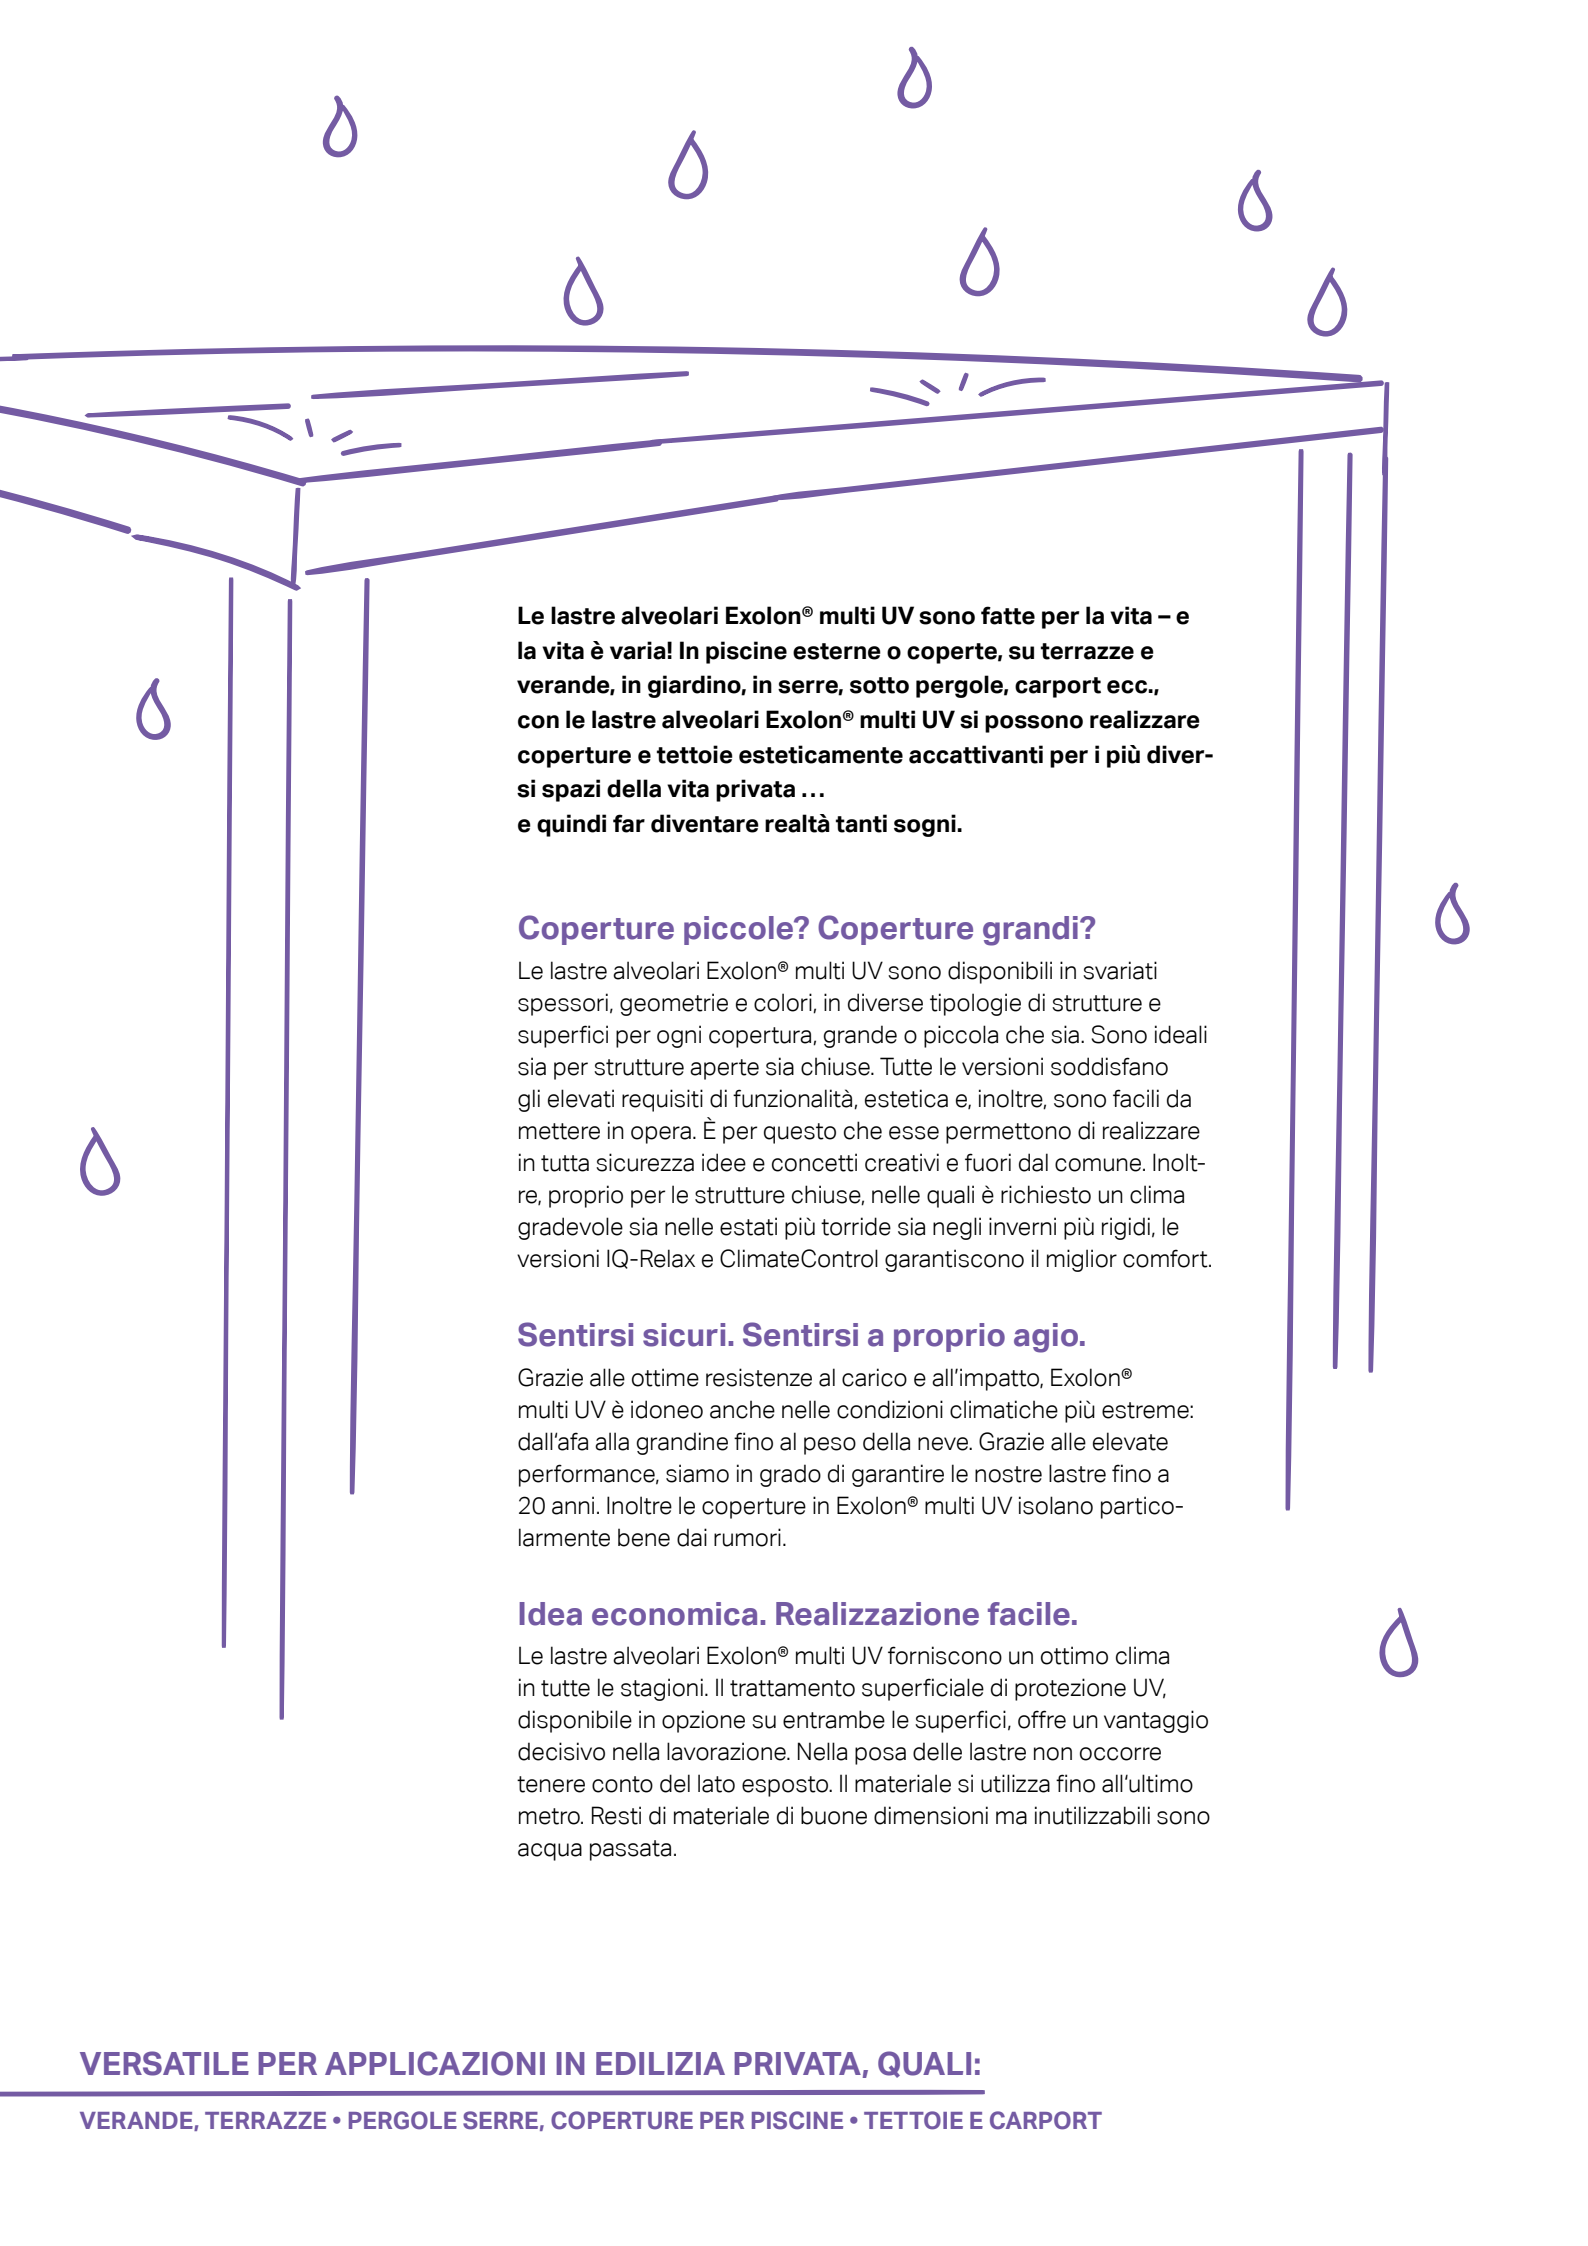 Le lastre alveolari Exolon® multi UV sono fatte per la vita – e
la vita è varia! In piscine esterne o coperte, su terrazze e
verande, in giardino, in serre, sotto pergole, carport ecc.,
con le lastre alveolari Exolon® multi UV si possono realizzare
coperture e tettoie esteticamente accattivanti per i più diver-
si spazi della vita privata …
e quindi far diventare realtà tanti sogni.
Coperture piccole? Coperture grandi?
Le lastre alveolari Exolon® multi UV sono disponibili in svariati
spessori, geometrie e colori, in diverse tipologie di strutture e
superfici per ogni copertura, grande o piccola che sia. Sono ideali
sia per strutture aperte sia chiuse. Tutte le versioni soddisfano
gli elevati requisiti di funzionalità, estetica e, inoltre, sono facili da
mettere in opera. È per questo che esse permettono di realizzare
in tutta sicurezza idee e concetti creativi e fuori dal comune. Inolt-
re, proprio per le strutture chiuse, nelle quali è richiesto un clima
gradevole sia nelle estati più torride sia negli inverni più rigidi, le
versioni IQ-Relax e ClimateControl garantiscono il miglior comfort.
Sentirsi sicuri. Sentirsi a proprio agio.
Grazie alle ottime resistenze al carico e all’impatto, Exolon®
multi UV è idoneo anche nelle condizioni climatiche più estreme:
dall’afa alla grandine fino al peso della neve. Grazie alle elevate
performance, siamo in grado di garantire le nostre lastre fino a
20 anni. Inoltre le coperture in Exolon® multi UV isolano partico-
larmente bene dai rumori.
Idea economica. Realizzazione facile.
Le lastre alveolari Exolon® multi UV forniscono un ottimo clima
in tutte le stagioni. Il trattamento superficiale di protezione UV,
disponibile in opzione su entrambe le superfici, offre un vantaggio
decisivo nella lavorazione. Nella posa delle lastre non occorre
tenere conto del lato esposto. Il materiale si utilizza fino all’ultimo
metro. Resti di materiale di buone dimensioni ma inutilizzabili sono
acqua passata.
VERSATILE PER APPLICAZIONI IN EDILIZIA PRIVATA, QUALI:
VERANDE, TERRAZZE • PERGOLE SERRE, COPERTURE PER PISCINE • TETTOIE E CARPORT